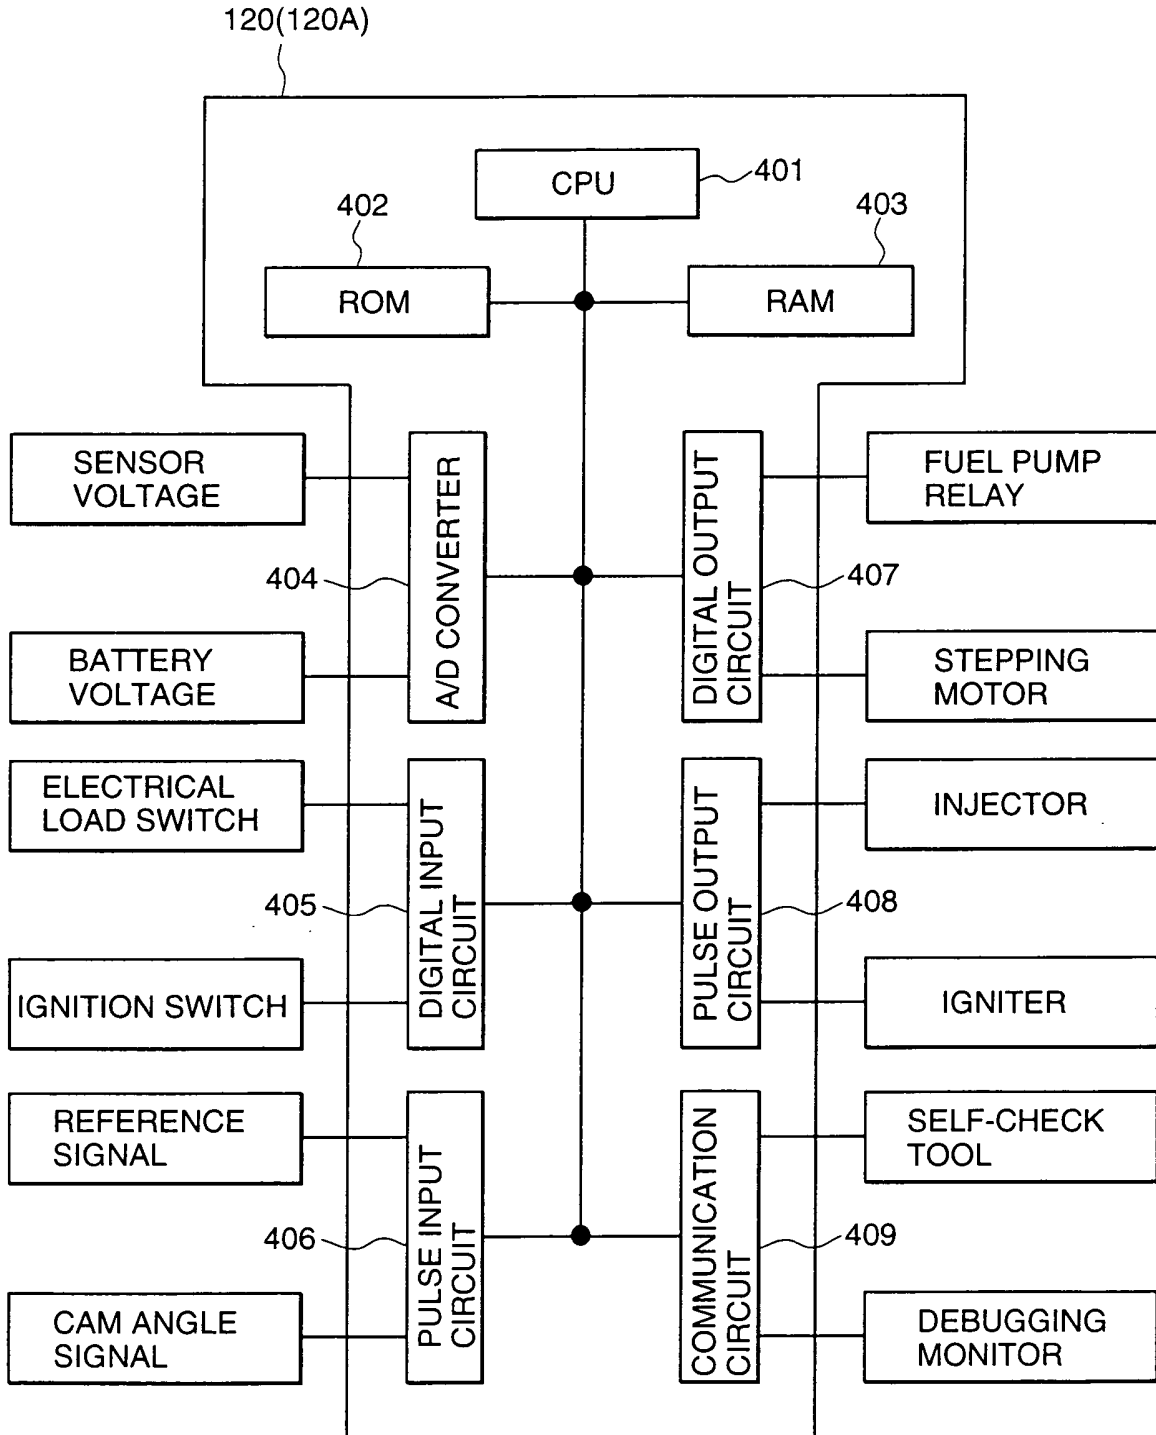 120(120A)
CPU
401
402
403
ROM
RAM
SENSOR
VOLTAGE
404
A/D CONVERTER
BATTERY
VOLTAGE
DIGITAL OUTPUT
CIRCUIT
407
FUEL PUMP
RELAY
STEPPING
MOTOR
ELECTRICAL
LOAD SWITCH
405
DIGITAL INPUT
CIRCUIT
IGNITION SWITCH
PULSE OUTPUT
CIRCUIT
408
INJECTOR
IGNITER
REFERENCE
SIGNAL
406
PULSE INPUT
CIRCUIT
CAM ANGLE
SIGNAL
COMMUNICATION
CIRCUIT
409
SELF-CHECK
TOOL
DEBUGGING
MONITOR